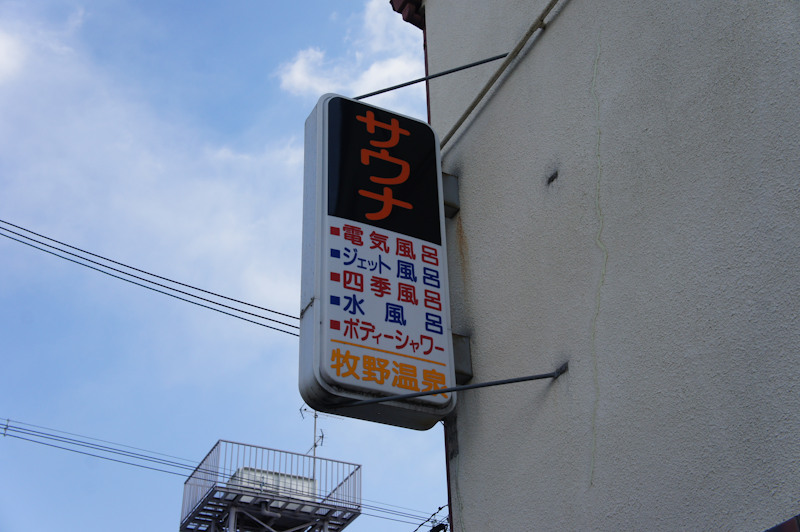 サウナ
■電気風呂
■ジェット風呂
■四季風呂
■水風呂
■ボディーシャワー
牧野温泉